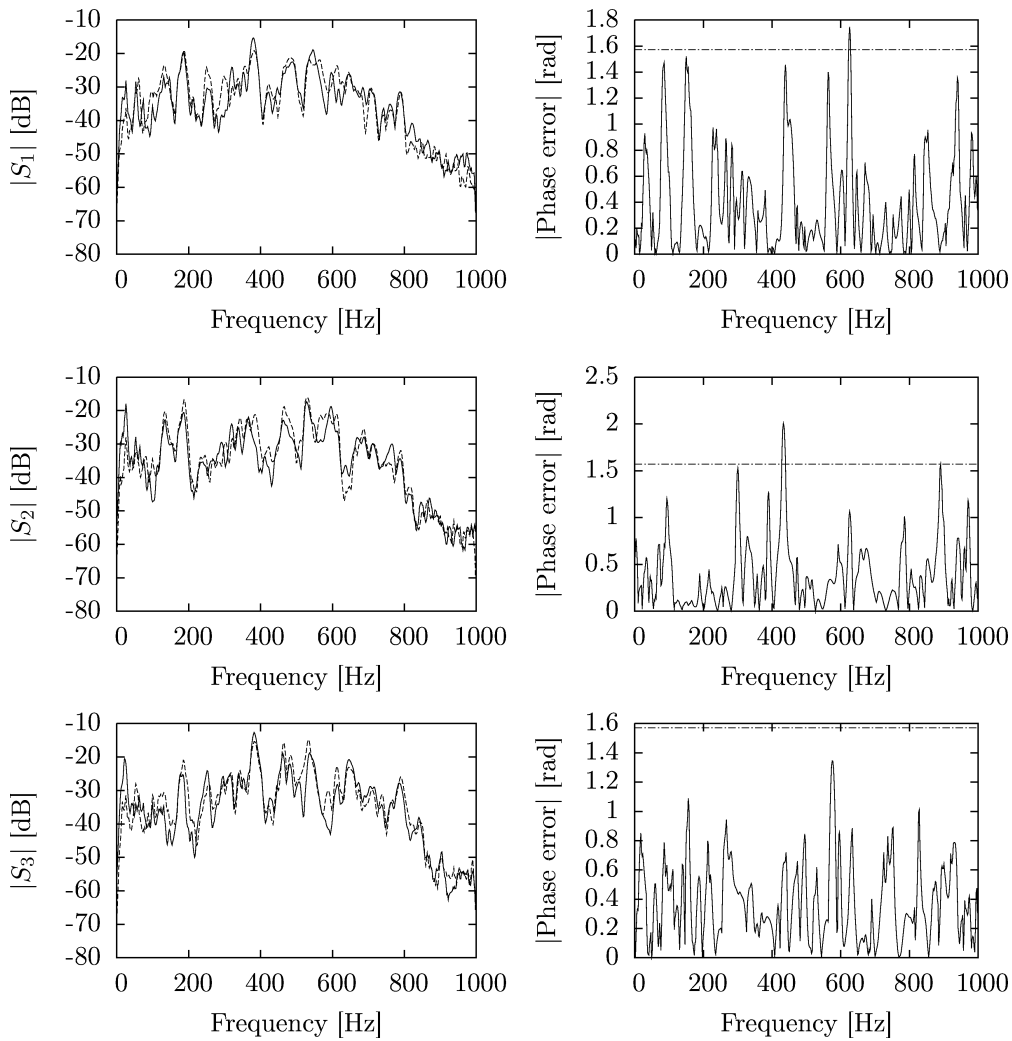 |S1| [dB]
-10
-20
-30
-40
-50
-60
-70
-80
0 200 400 600 800 1000
Frequency [Hz]
|Phase error| [rad]
1.8
1.6
1.4
1.2
1
0.8
0.6
0.4
0.2
0
0 200 400 600 800 1000
Frequency [Hz]
|S2| [dB]
-10
-20
-30
-40
-50
-60
-70
-80
0 200 400 600 800 1000
Frequency [Hz]
|Phase error| [rad]
2.5
2
1.5
1
0.5
0
0 200 400 600 800 1000
Frequency [Hz]
|S3| [dB]
-10
-20
-30
-40
-50
-60
-70
-80
0 200 400 600 800 1000
Frequency [Hz]
|Phase error| [rad]
1.6
1.4
1.2
1
0.8
0.6
0.4
0.2
0
0 200 400 600 800 1000
Frequency [Hz]